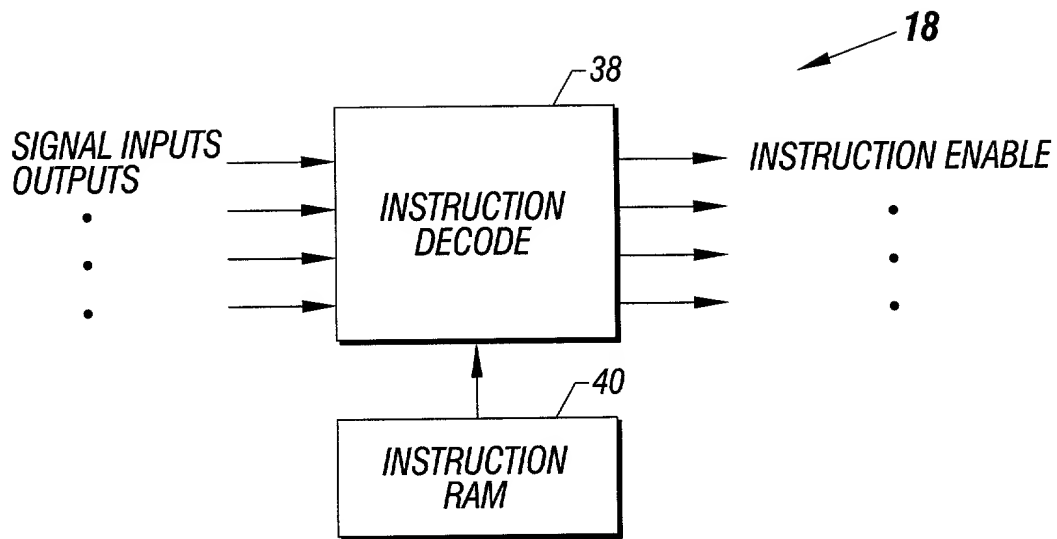 18
38
SIGNAL INPUTS
OUTPUTS
INSTRUCTION
DECODE
INSTRUCTION ENABLE
40
INSTRUCTION
RAM